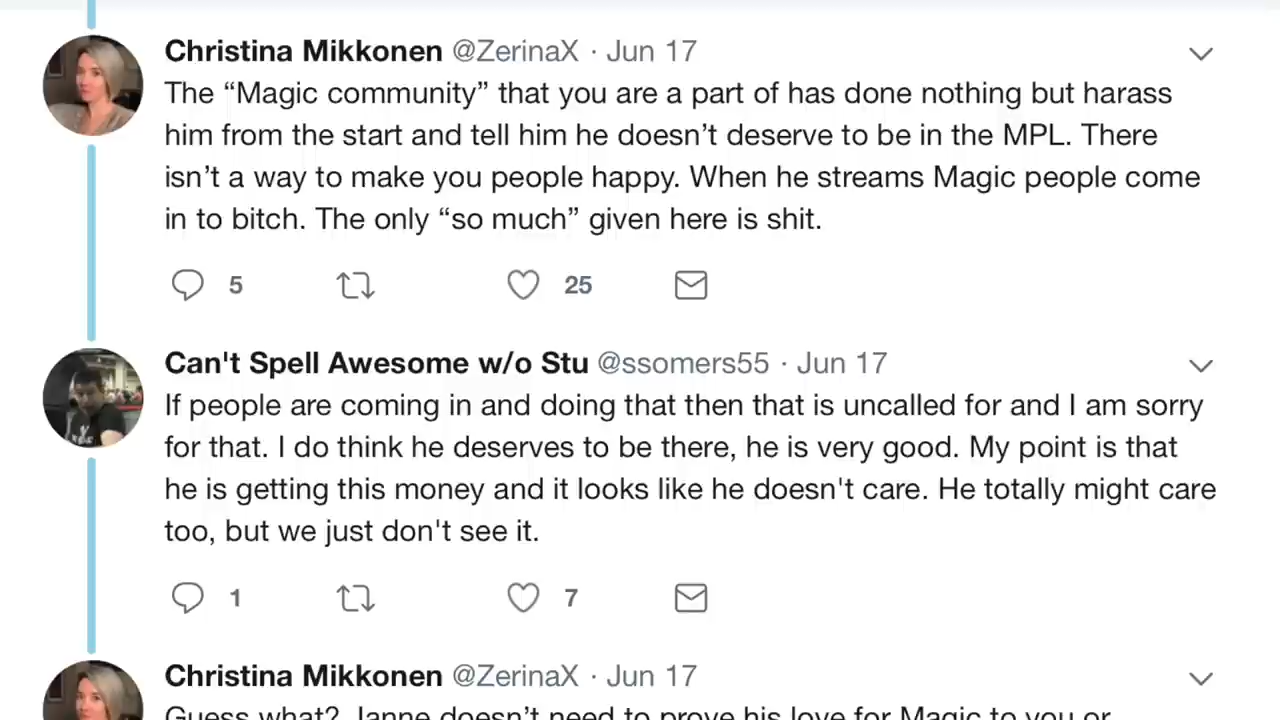 Christina Mikkonen @ZerinaX · Jun 17
The “Magic community” that you are a part of has done nothing but harass
him from the start and tell him he doesn’t deserve to be in the MPL. There
isn’t a way to make you people happy. When he streams Magic people come
in to bitch. The only “so much” given here is shit.
5 25
Can't Spell Awesome w/o Stu @ssomers55 · Jun 17
If people are coming in and doing that then that is uncalled for and I am sorry
for that. I do think he deserves to be there, he is very good. My point is that
he is getting this money and it looks like he doesn't care. He totally might care
too, but we just don't see it.
1 7
Christina Mikkonen @ZerinaX · Jun 17
Guess what? Janne doesn’t need to prove his love for Magic to you or